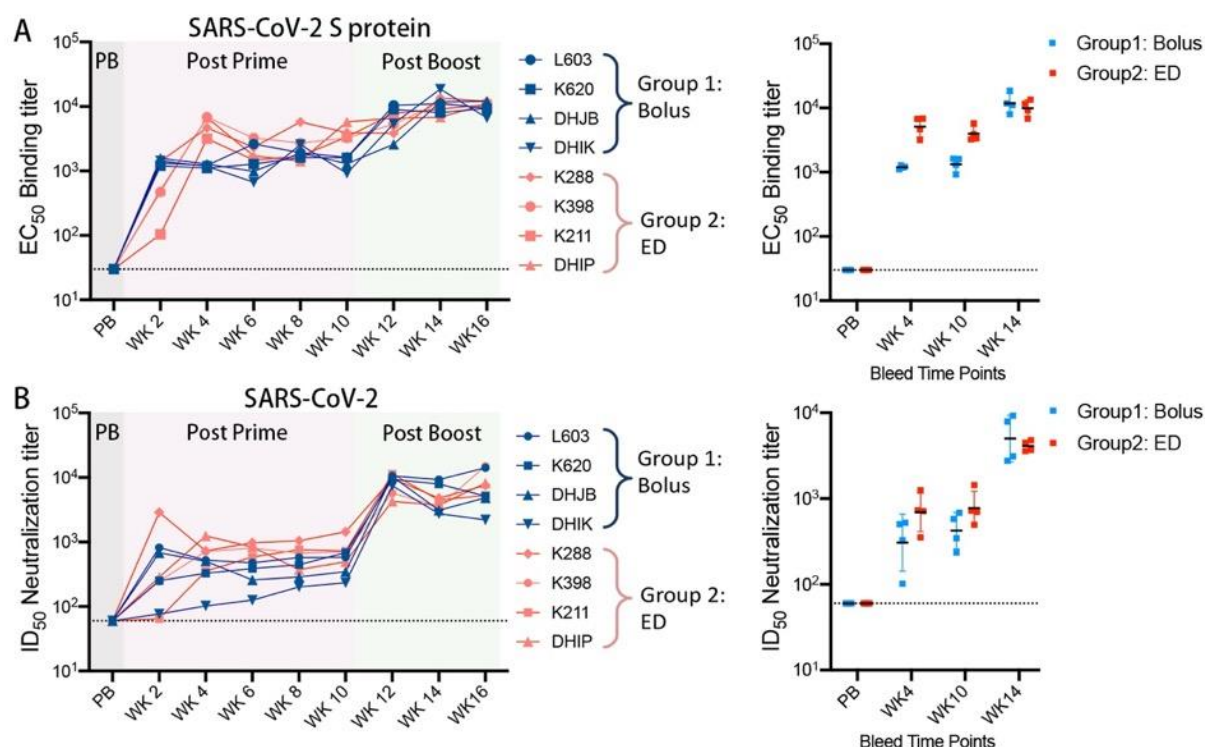 A
SARS-CoV-2 S protein
PB
Post Prime
Post Boost
EC50 Binding titer
10^5
10^4
10^3
10^2
10^1
PB
WK 2
WK 4
WK 6
WK 8
WK 10
WK 12
WK 14
WK16
L603
K620
DHJB
DHIK
K288
K398
K211
DHIP
Group 1:
Bolus
Group 2:
ED
EC50 Binding titer
10^5
10^4
10^3
10^2
10^1
PB
WK 4
WK 10
WK 14
Bleed Time Points
Group1: Bolus
Group2: ED
B
SARS-CoV-2
PB
Post Prime
Post Boost
ID50 Neutralization titer
10^5
10^4
10^3
10^2
10^1
PB
WK 2
WK 4
WK 6
WK 8
WK 10
WK 12
WK 14
WK16
L603
K620
DHJB
DHIK
K288
K398
K211
DHIP
Group 1:
Bolus
Group 2:
ED
ID50 Neutralization titer
10^4
10^3
10^2
10^1
PB
WK4
WK10
WK14
Bleed Time Points
Group1: Bolus
Group2: ED